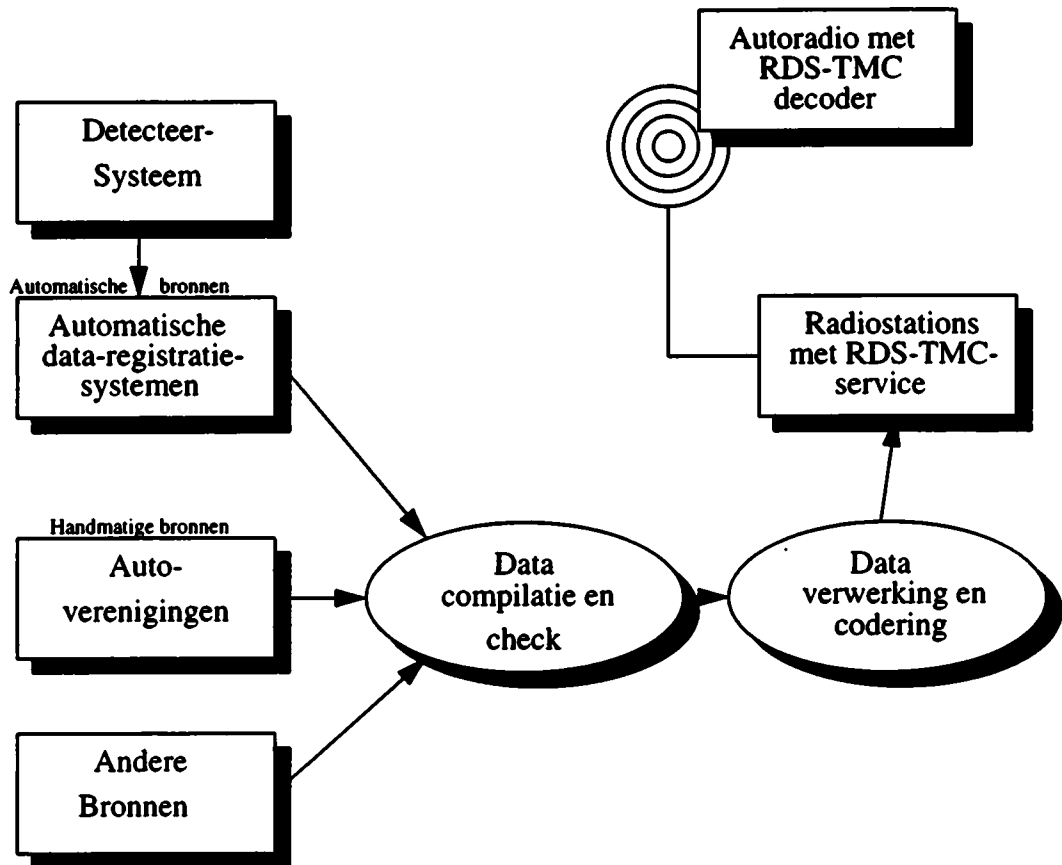 Autoradio met
RDS-TMC
decoder
Detecteer-
Systeem
Automatische bronnen
Automatische
data-registratie-
systemen
Radiostations
met RDS-TMC-
service
Handmatige bronnen
Auto-
verenigingen
Data
compilatie en
check
Data
verwerking en
codering
Andere
Bronnen